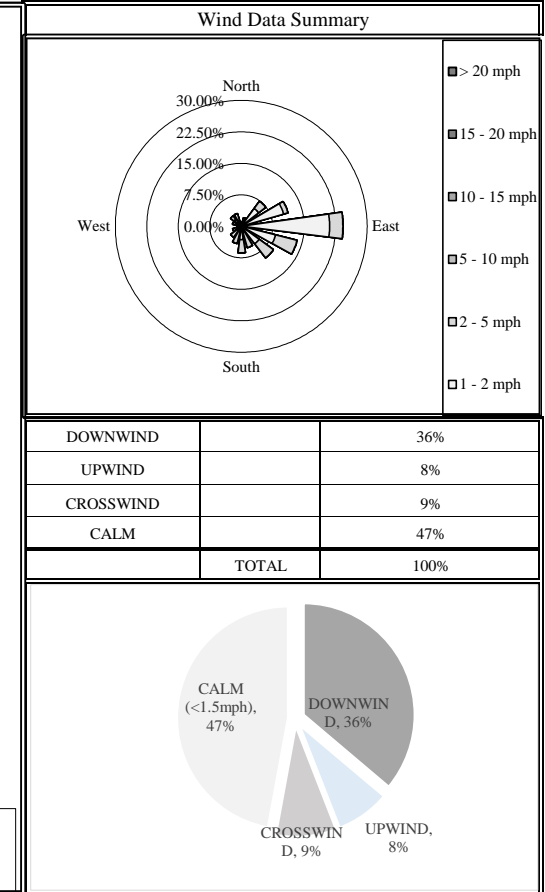 Wind Data Summary
North
30.00%
22.50%
15.00%
7.50%
0.00%
West
East
South
> 20 mph
15 - 20 mph
10 - 15 mph
5 - 10 mph
2 - 5 mph
1 - 2 mph
DOWNWIND 36%
UPWIND 8%
CROSSWIND 9%
CALM 47%
TOTAL 100%
CALM
(<1.5mph),
47%
DOWNWIN
D, 36%
CROSSWIN
D, 9%
UPWIND,
8%